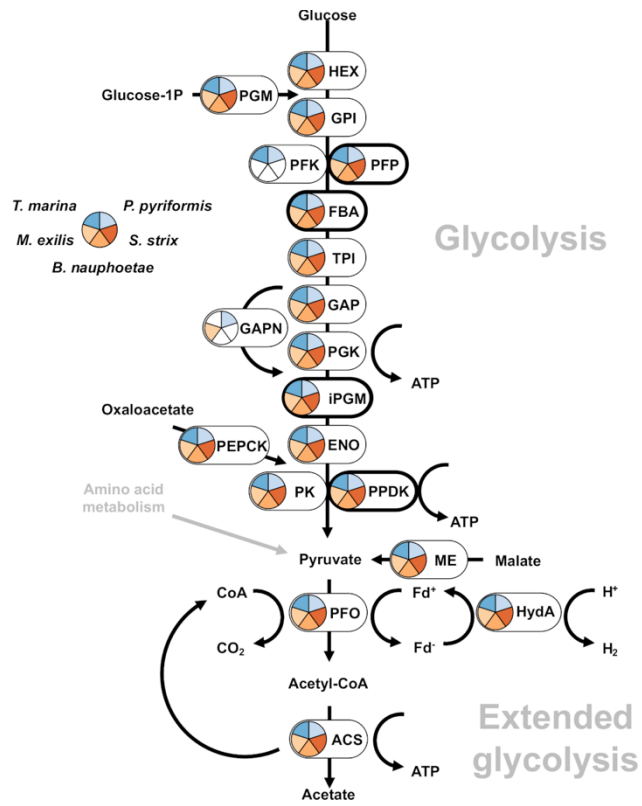 Glucose
HEX
Glucose-1P
PGM
GPI
PFK
PFP
T. marina
P. pyriformis
FBA
M. exilis
S. strix
Glycolysis
B. nauphoetae
TPI
GAP
GAPN
PGK
ATP
iPGM
Oxaloacetate
PEPCK
ENO
Amino acid
metabolism
PK
PPDK
ATP
Pyruvate
ME
Malate
CoA
Fd⁺
H⁺
PFO
HydA
CO₂
Fd⁻
H₂
Acetyl-CoA
Extended
glycolysis
ACS
ATP
Acetate